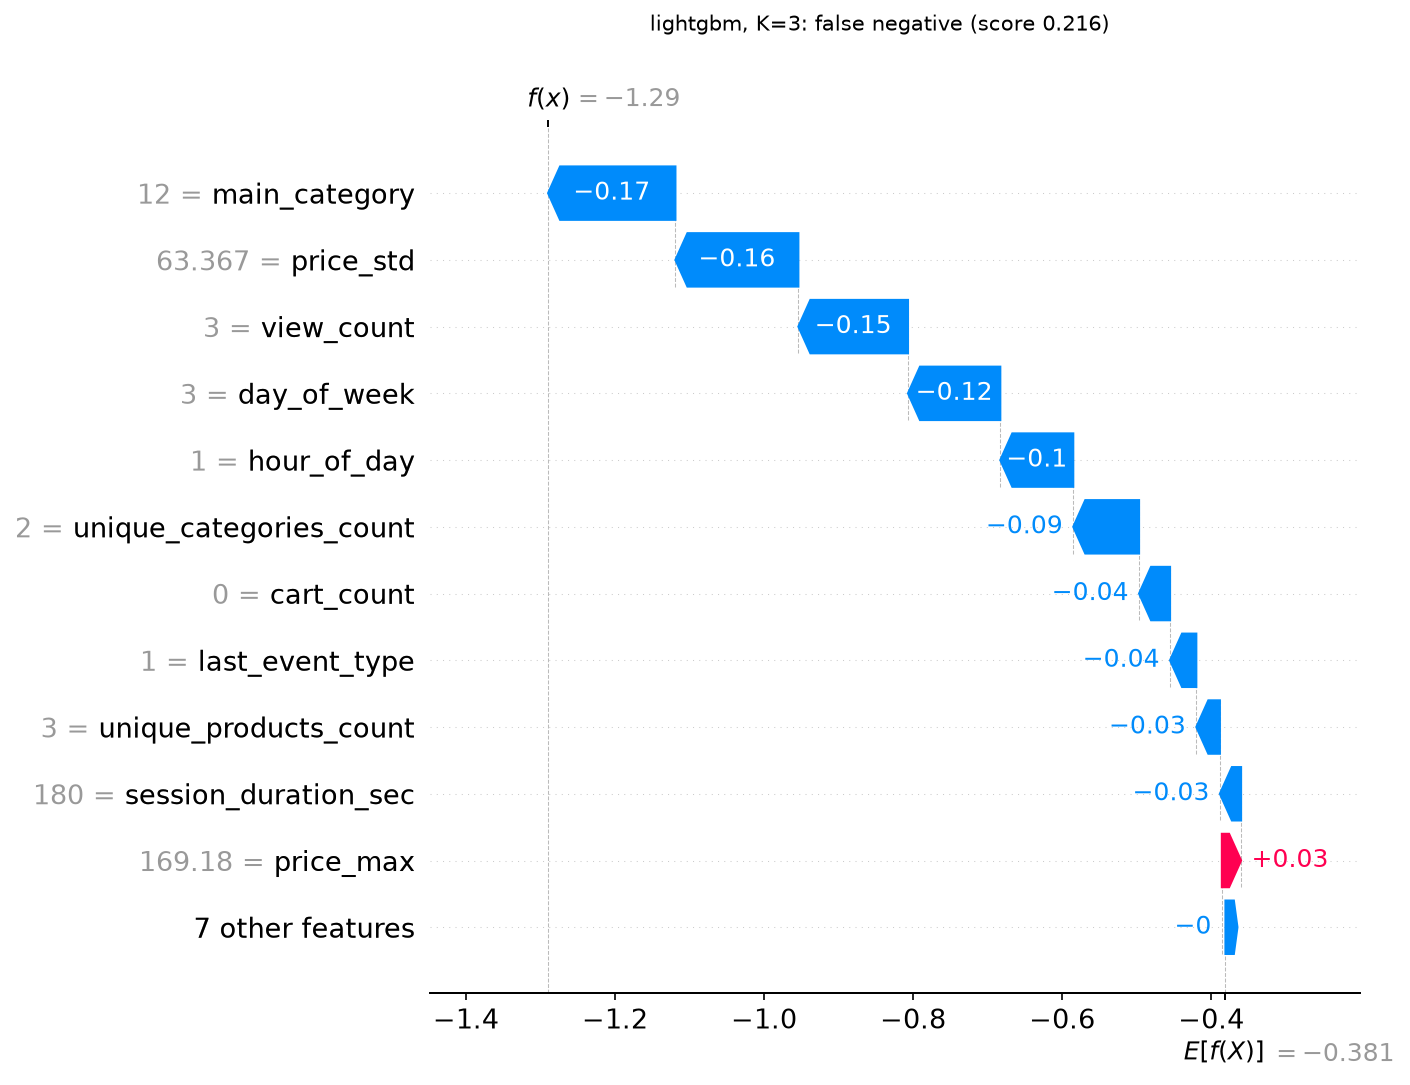 lightgbm, K=3: false negative (score 0.216)
f(x) = −1.29
12 = main_category −0.17
63.367 = price_std −0.16
3 = view_count −0.15
3 = day_of_week −0.12
1 = hour_of_day −0.1
2 = unique_categories_count −0.09
0 = cart_count −0.04
1 = last_event_type −0.04
3 = unique_products_count −0.03
180 = session_duration_sec −0.03
169.18 = price_max +0.03
7 other features −0
−1.4 −1.2 −1.0 −0.8 −0.6 −0.4
E[f(X)] = −0.381